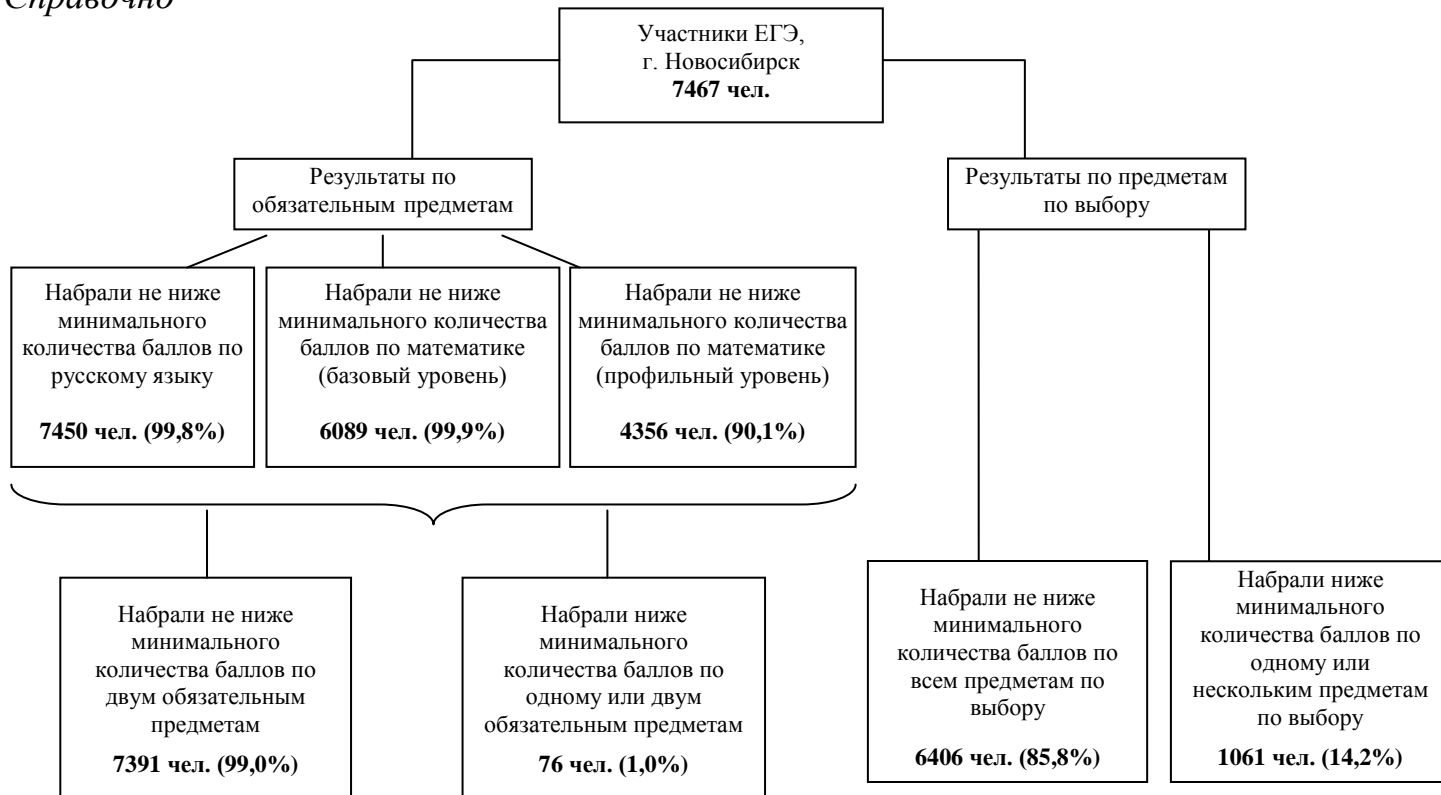 Справочно
Участники ЕГЭ,
г. Новосибирск
7467 чел.
Результаты по
обязательным предметам
Результаты по предметам
по выбору
Набрали не ниже
минимального
количества баллов по
русскому языку
7450 чел. (99,8%)
Набрали не ниже
минимального количества
баллов по математике
(базовый уровень)
6089 чел. (99,9%)
Набрали не ниже
минимального количества
баллов по математике
(профильный уровень)
4356 чел. (90,1%)
Набрали не ниже
минимального
количества баллов по
двум обязательным
предметам
7391 чел. (99,0%)
Набрали ниже
минимального
количества баллов по
одному или двум
обязательным предметам
76 чел. (1,0%)
Набрали не ниже
минимального
количества баллов по
всем предметам по
выбору
6406 чел. (85,8%)
Набрали ниже
минимального
количества баллов по
одному или
нескольким предметам
по выбору
1061 чел. (14,2%)